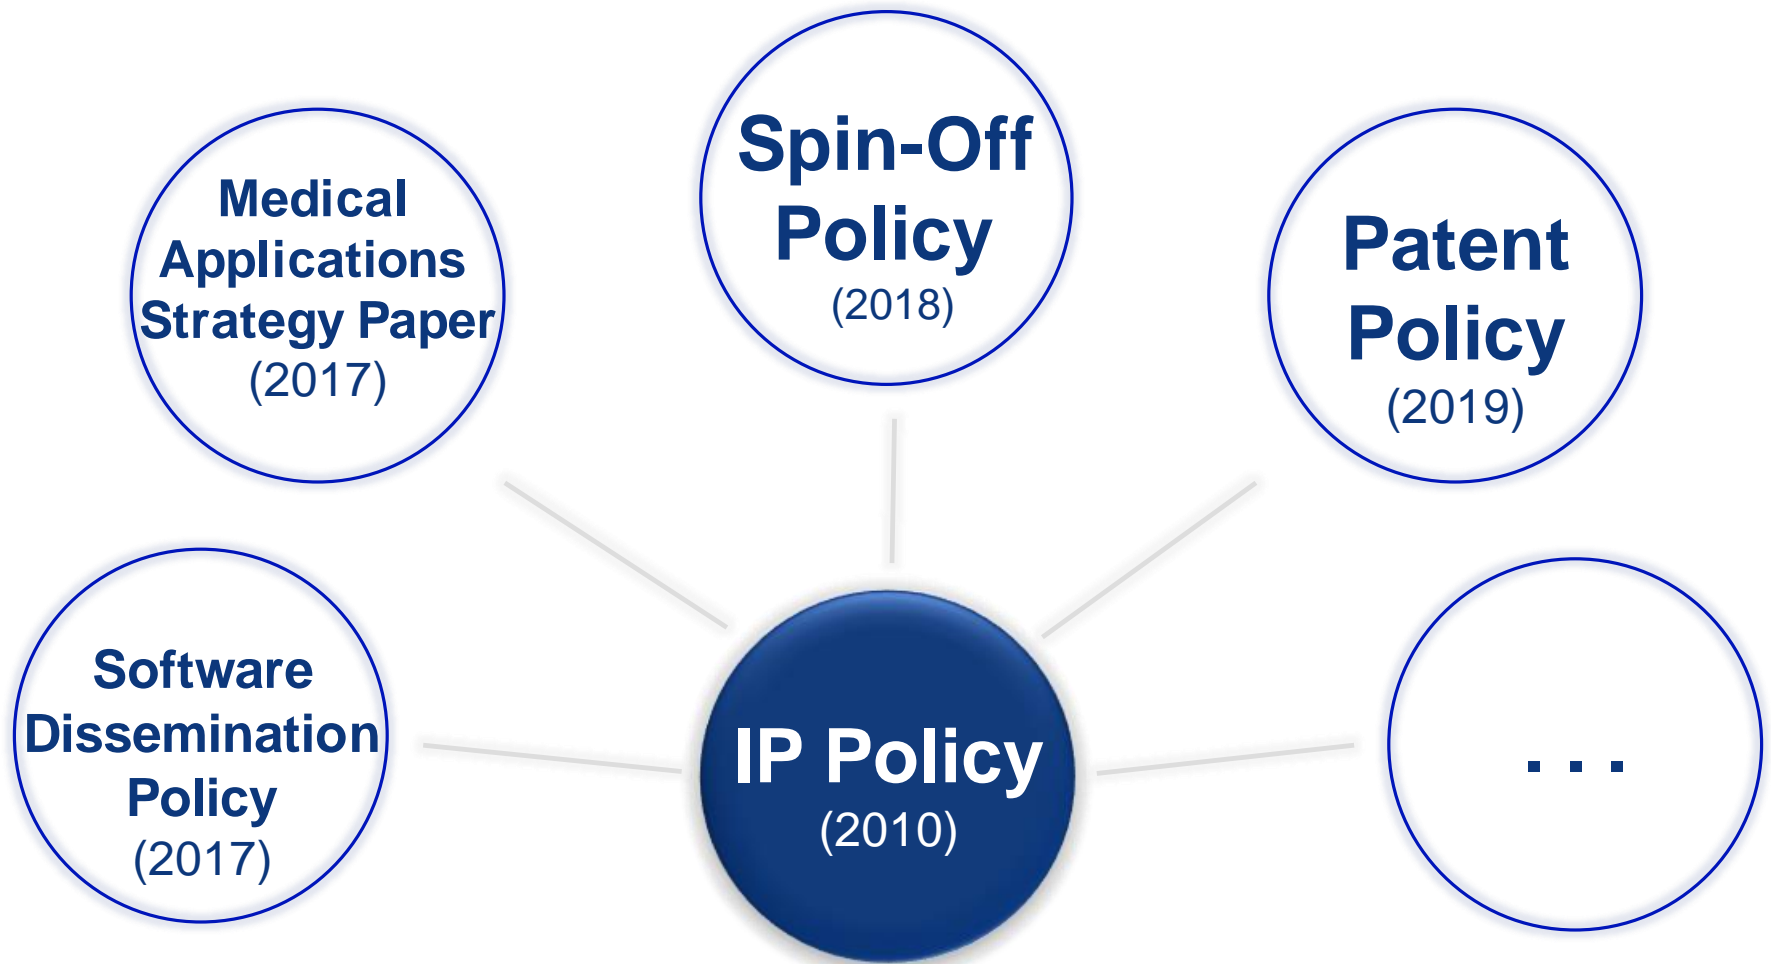 Spin-Off
Policy
(2018)
Medical
Applications
Strategy Paper
(2017)
Patent
Policy
(2019)
Software
Dissemination
Policy
(2017)
IP Policy
(2010)
...